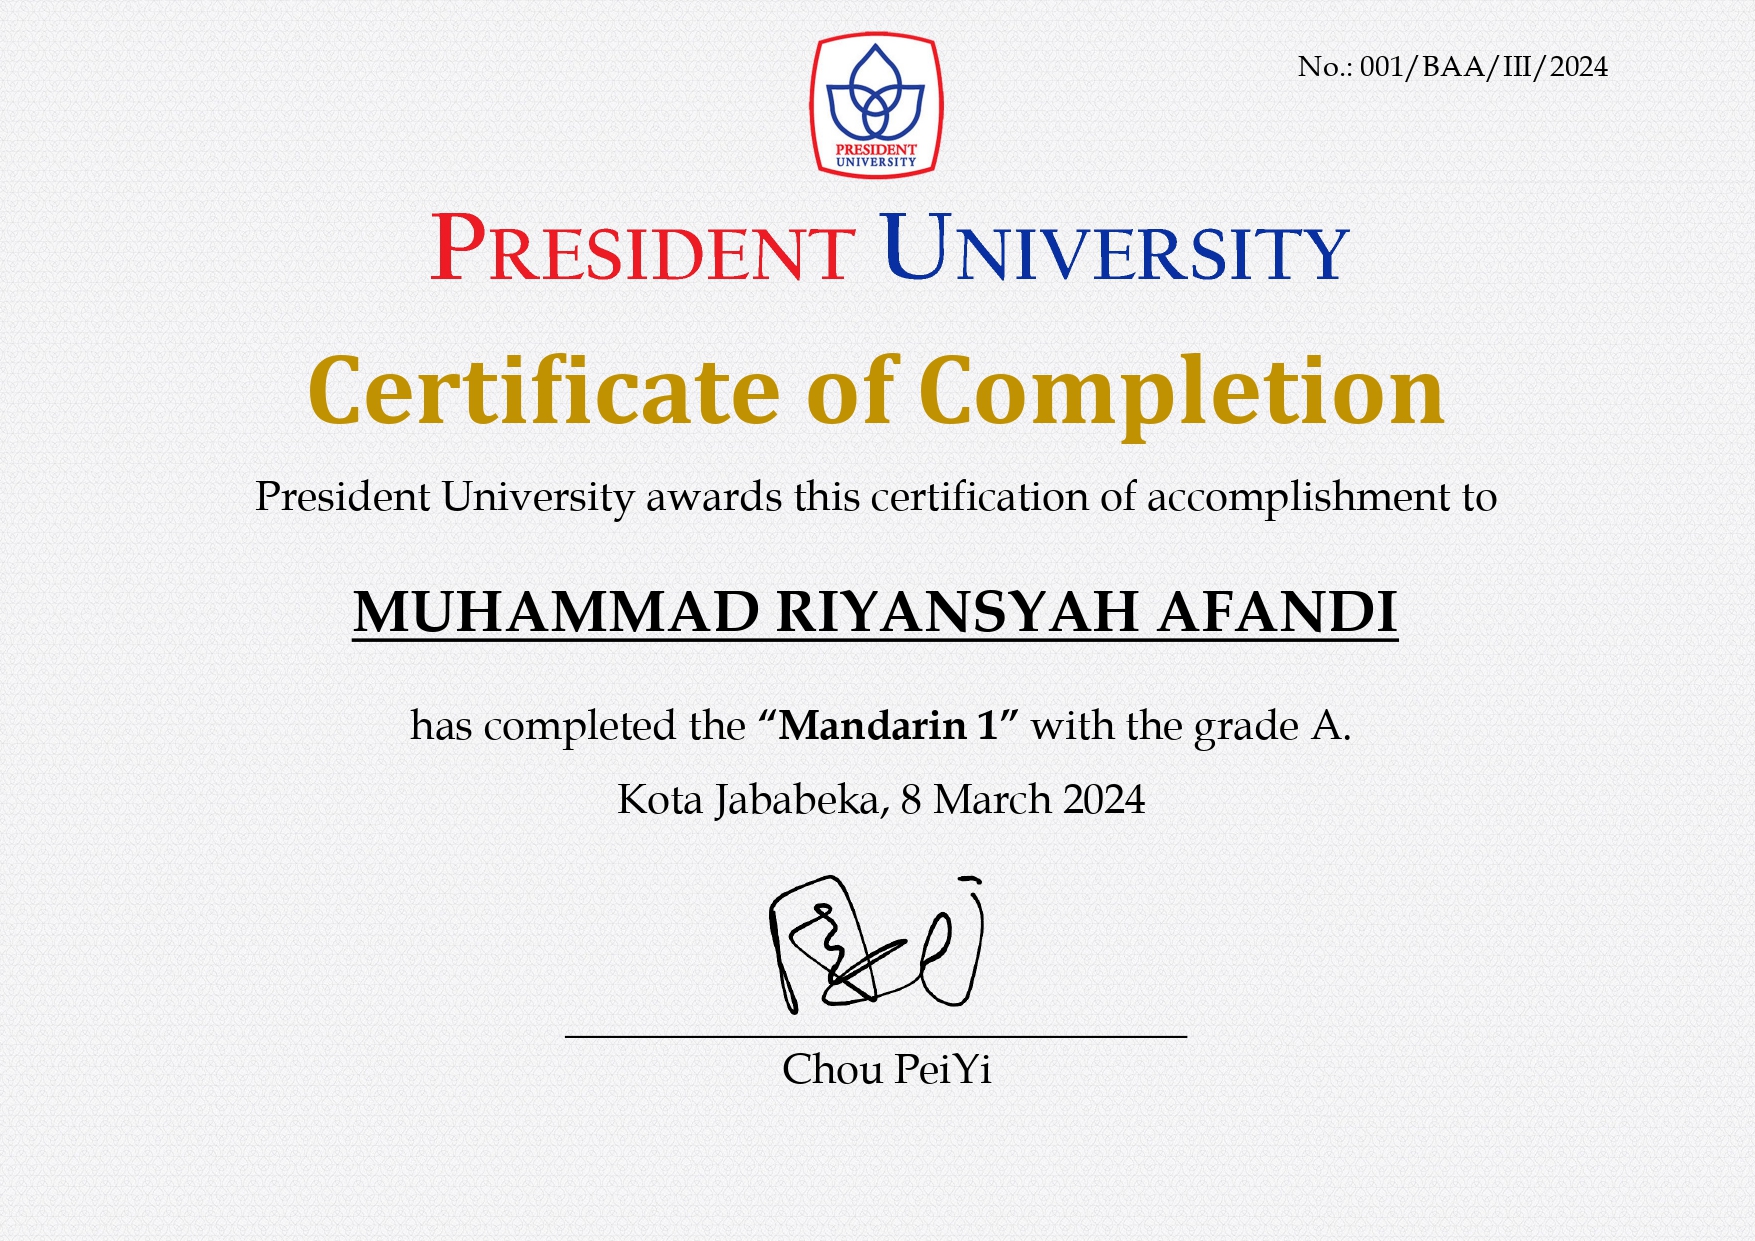 No.: 001/BAA/III/2024
PRESIDENT
UNIVERSITY
PRESIDENT UNIVERSITY
Certificate of Completion
President University awards this certification of accomplishment to
MUHAMMAD RIYANSYAH AFANDI
has completed the “Mandarin 1” with the grade A.
Kota Jababeka, 8 March 2024
Chou PeiYi